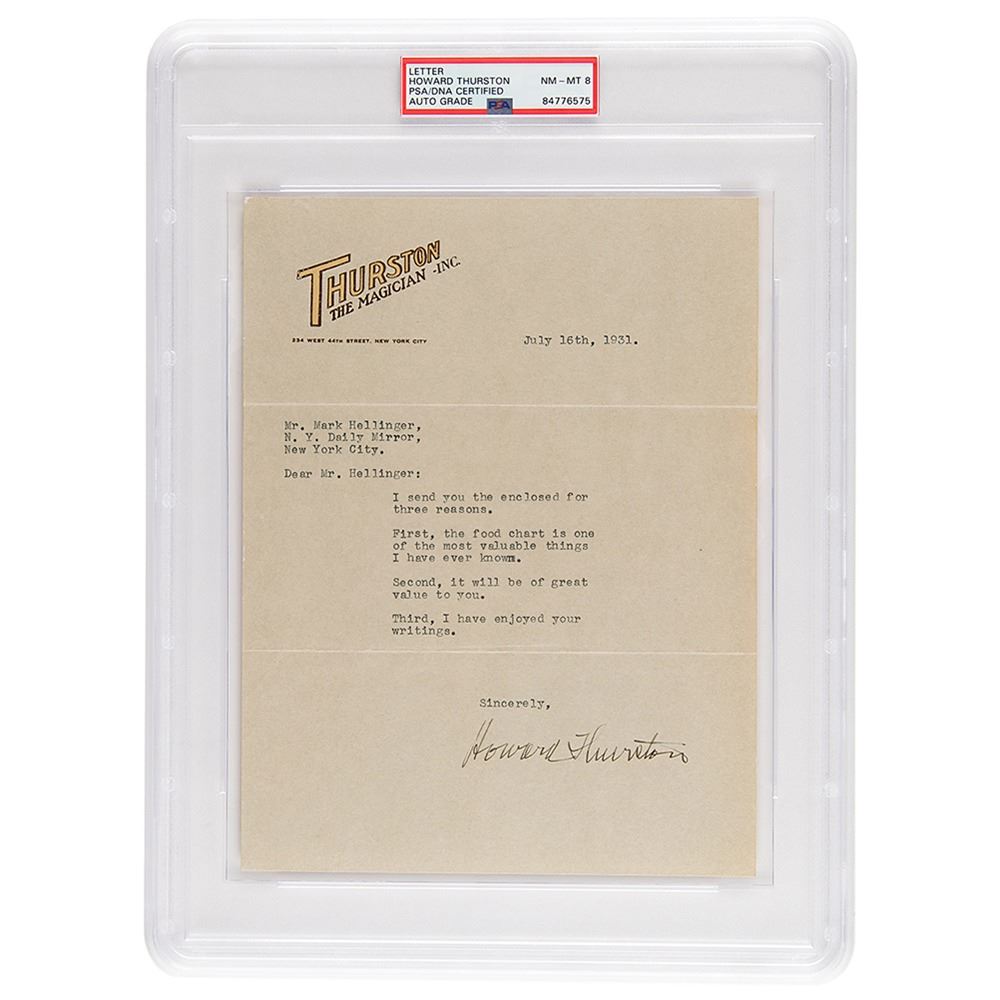 LETTER
HOWARD THURSTON NM – MT 8
PSA/DNA CERTIFIED
AUTO GRADE PSA 84776575
THURSTON
THE MAGICIAN -INC.
234 WEST 44TH STREET, NEW YORK CITY
July 16th, 1931.
Mr. Mark Hellinger,
N. Y. Daily Mirror,
New York City.
Dear Mr. Hellinger:
I send you the enclosed for
three reasons.
First, the food chart is one
of the most valuable things
I have ever known.
Second, it will be of great
value to you.
Third, I have enjoyed your
writings.
Sincerely,
Howard Thurston